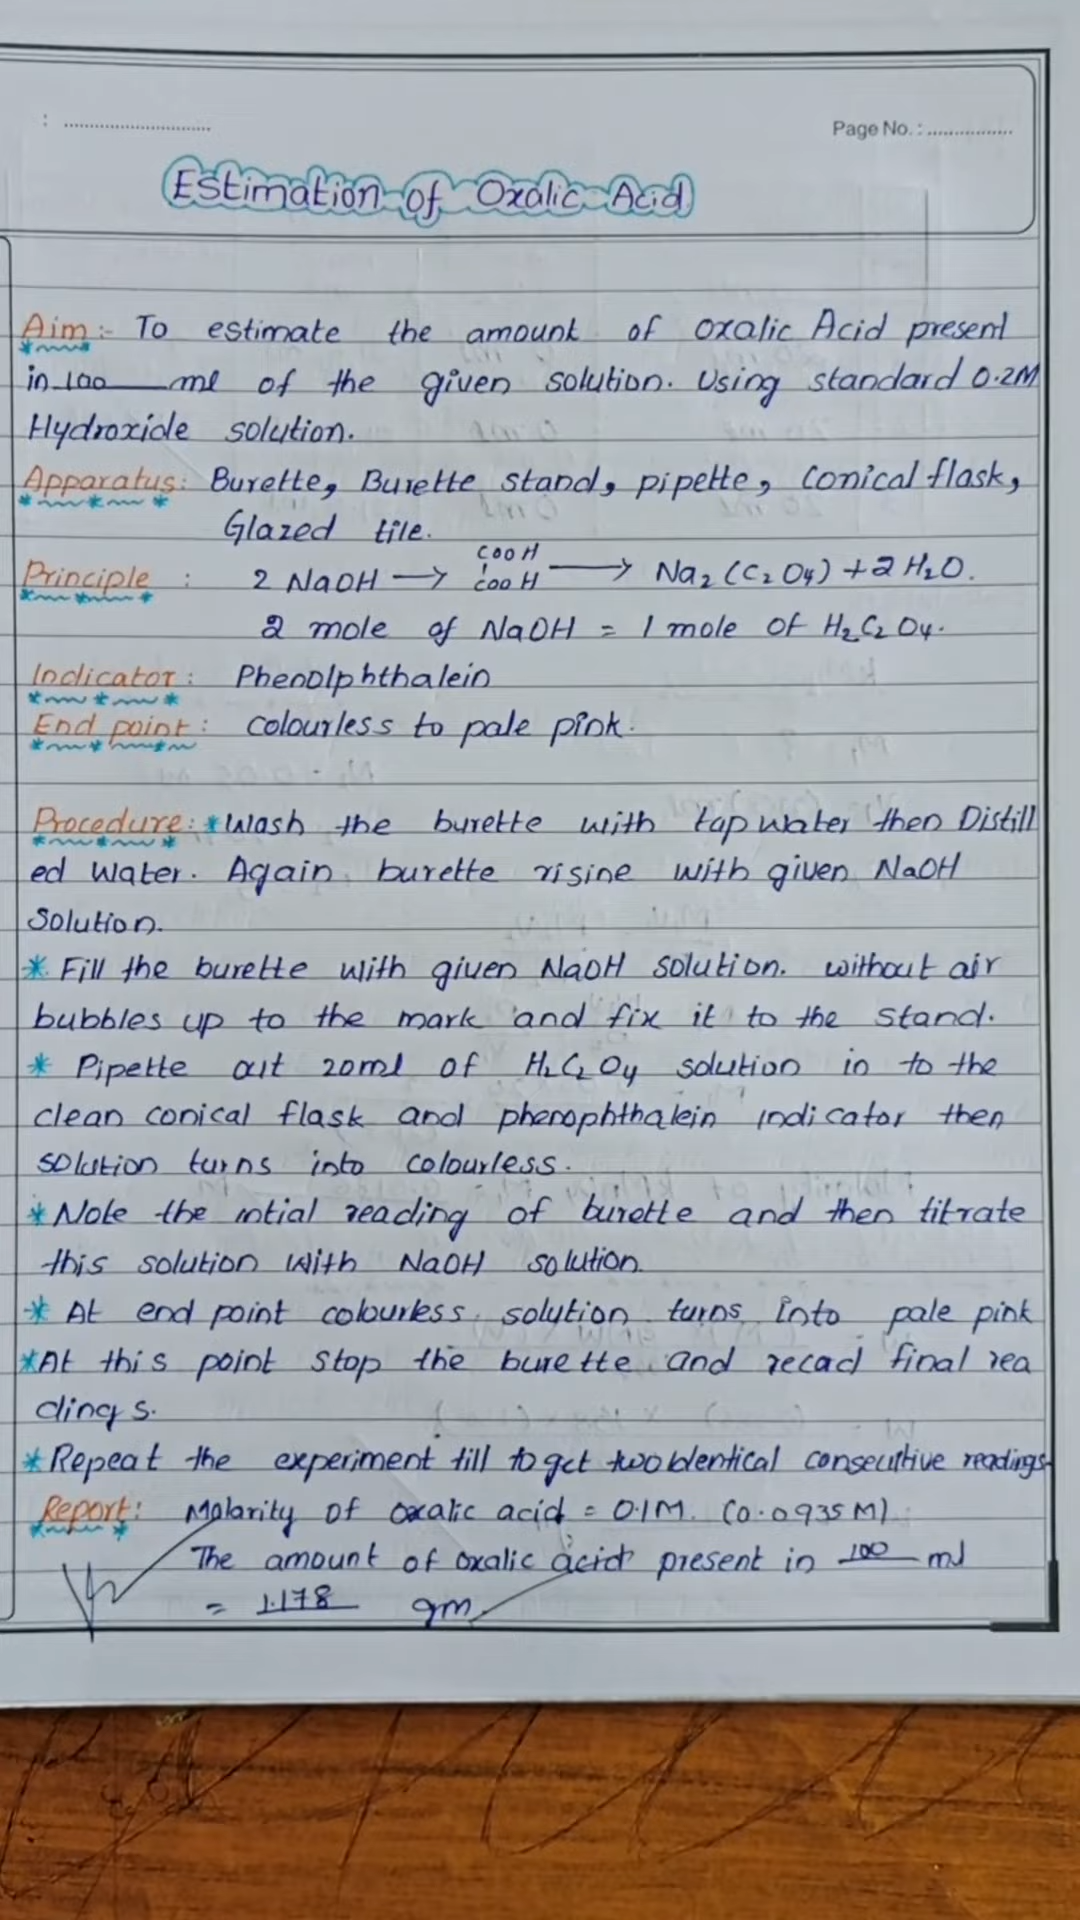 : ............................
Page No. : ................
Estimation of Oxalic Acid.
Aim :- To estimate the amount of oxalic Acid present
in 100 ml of the given solution. Using standard 0.2M
Hydroxide solution.
Apparatus: Burette, Burette stand, pipette, conical flask,
Glazed tile.
COOH
Principle : 2 NaOH → COOH → Na2 (C2 O4) + 2 H2O.
2 mole of NaOH = 1 mole of H2C2O4.
Indicator : Phenolphthalein
End point : colourless to pale pink.
Procedure: * Wash the burette with tap water then Distill
ed water. Again burette risine with given NaOH
Solution.
* Fill the burette with given NaOH solution. without air
bubbles up to the mark and fix it to the stand.
* Pipette out 20ml of H2C2O4 solution in to the
clean conical flask and phenophthalein indicator then
solution turns into colourless.
* Note the intial reading of burette and then titrate
this solution with NaOH solution.
* At end point colourless solution turns into pale pink
* At this point stop the burette and recad final rea
dings.
* Repeat the experiment till to get two Identical consecutive readings
Report: Molarity of oxalic acid = 0.1M. (0.0935 M).
The amount of oxalic acid present in 100 ml
= 1.178 gm